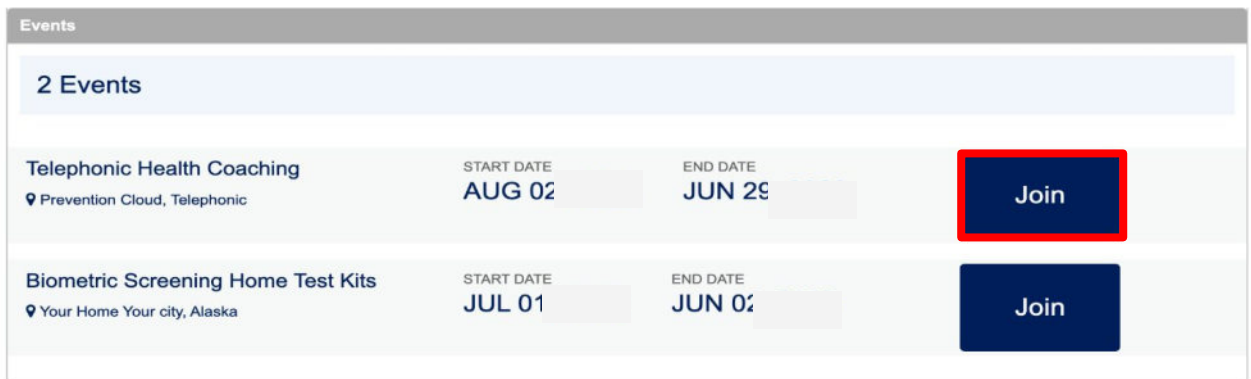 Events
2 Events
Telephonic Health Coaching
Prevention Cloud, Telephonic
START DATE
AUG 02
END DATE
JUN 29
Join
Biometric Screening Home Test Kits
Your Home Your city, Alaska
START DATE
JUL 01
END DATE
JUN 02
Join